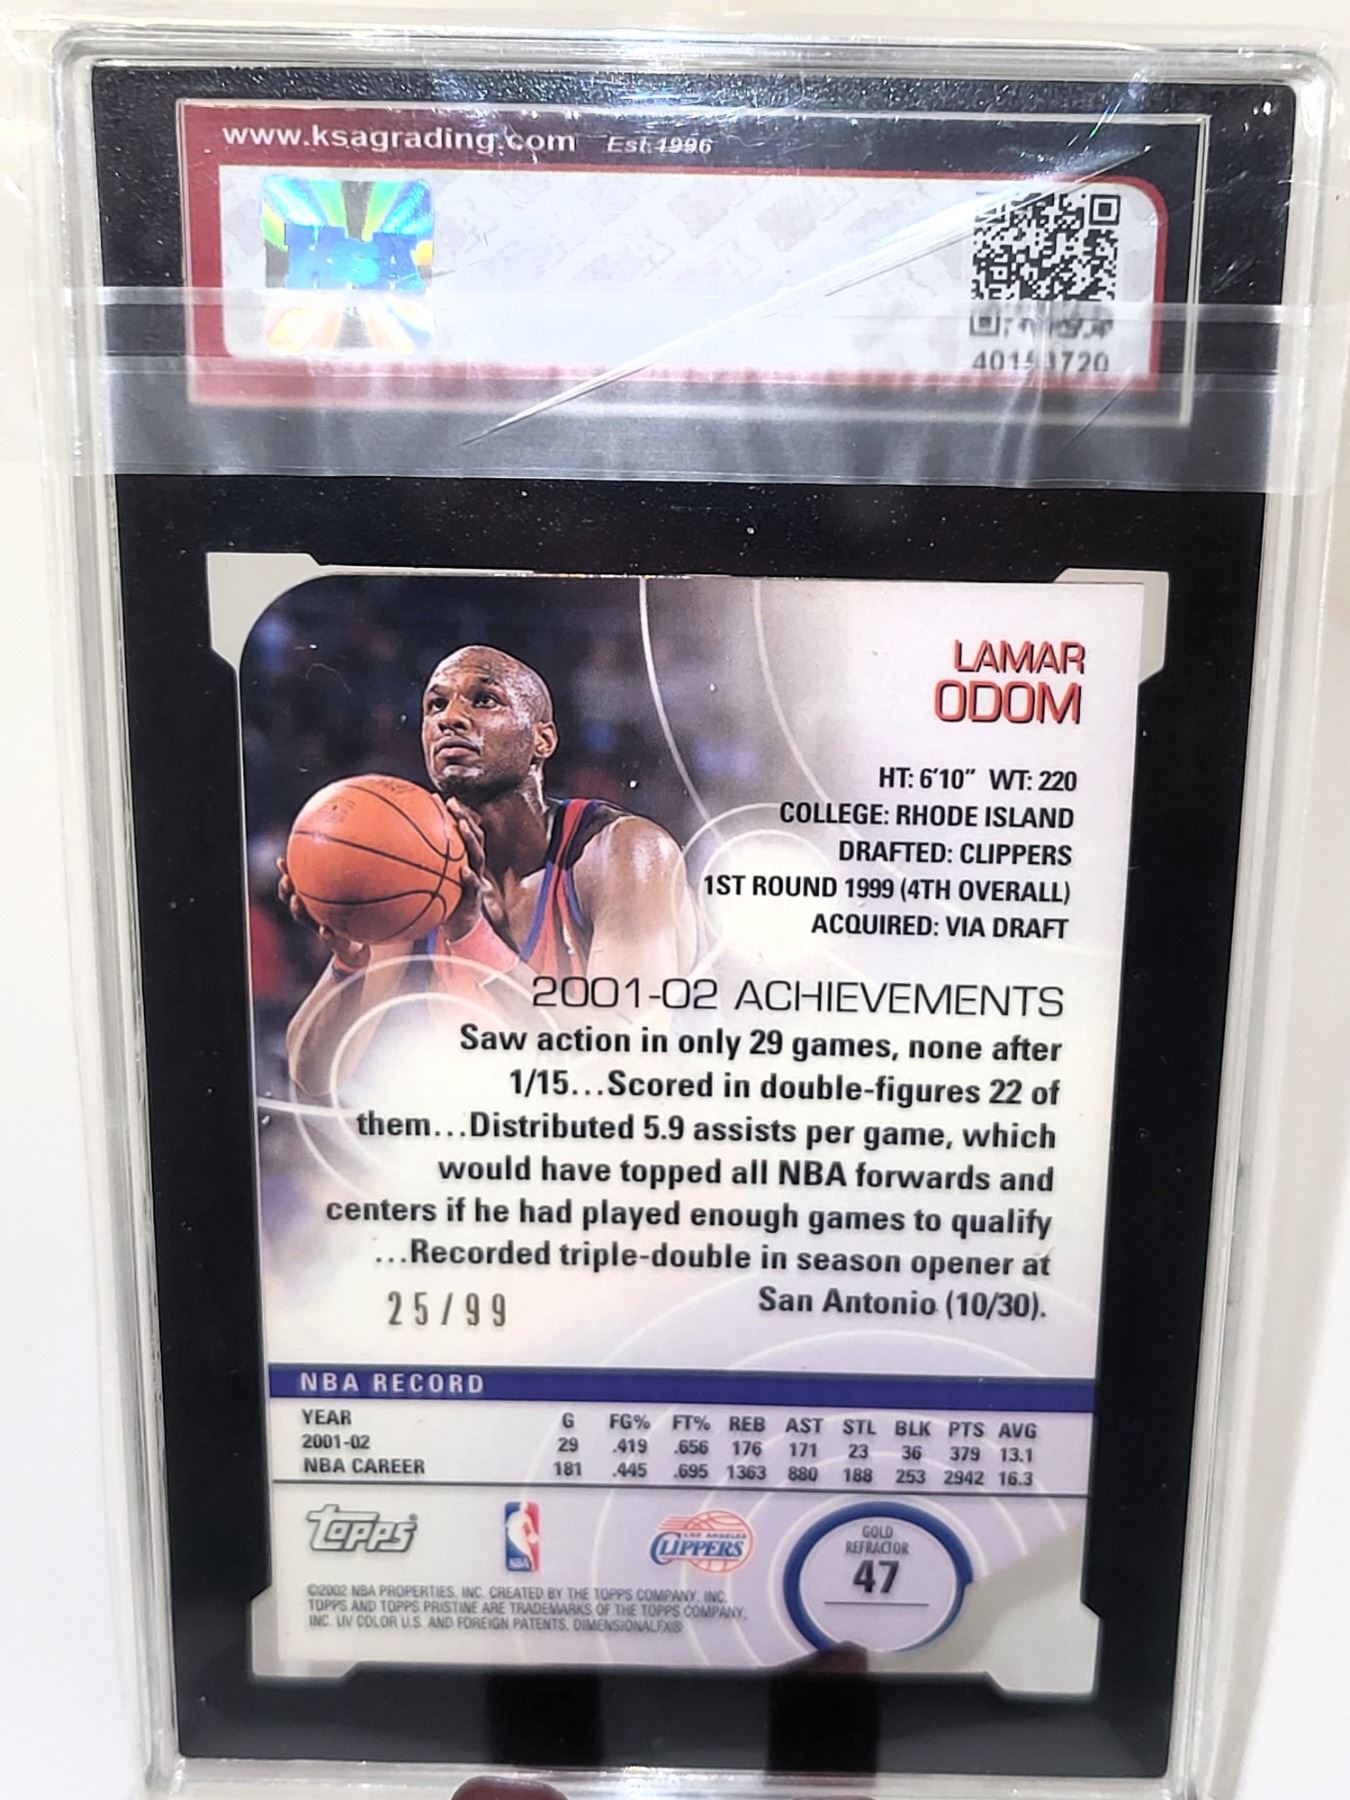 www.ksagrading.com Est.1996
KSA
LAMAR
ODOM
HT: 6'10" WT: 220
COLLEGE: RHODE ISLAND
DRAFTED: CLIPPERS
1ST ROUND 1999 (4TH OVERALL)
ACQUIRED: VIA DRAFT
2001-02 ACHIEVEMENTS
Saw action in only 29 games, none after
1/15...Scored in double-figures 22 of
them...Distributed 5.9 assists per game, which
would have topped all NBA forwards and
centers if he had played enough games to qualify
...Recorded triple-double in season opener at
San Antonio (10/30).
25/99
NBA RECORD
YEAR G FG% FT% REB AST STL BLK PTS AVG
2001-02 29 .419 .656 176 171 23 36 379 13.1
NBA CAREER 181 .445 .695 1363 880 188 253 2942 16.3
Topps®
NBA
LOS ANGELES
CLIPPERS
GOLD
REFRACTOR
47
©2002 NBA PROPERTIES, INC. CREATED BY THE TOPPS COMPANY, INC.
TOPPS AND TOPPS PRISTINE ARE TRADEMARKS OF THE TOPPS COMPANY,
INC. UV COLOR U.S. AND FOREIGN PATENTS. DIMENSIONALFX®